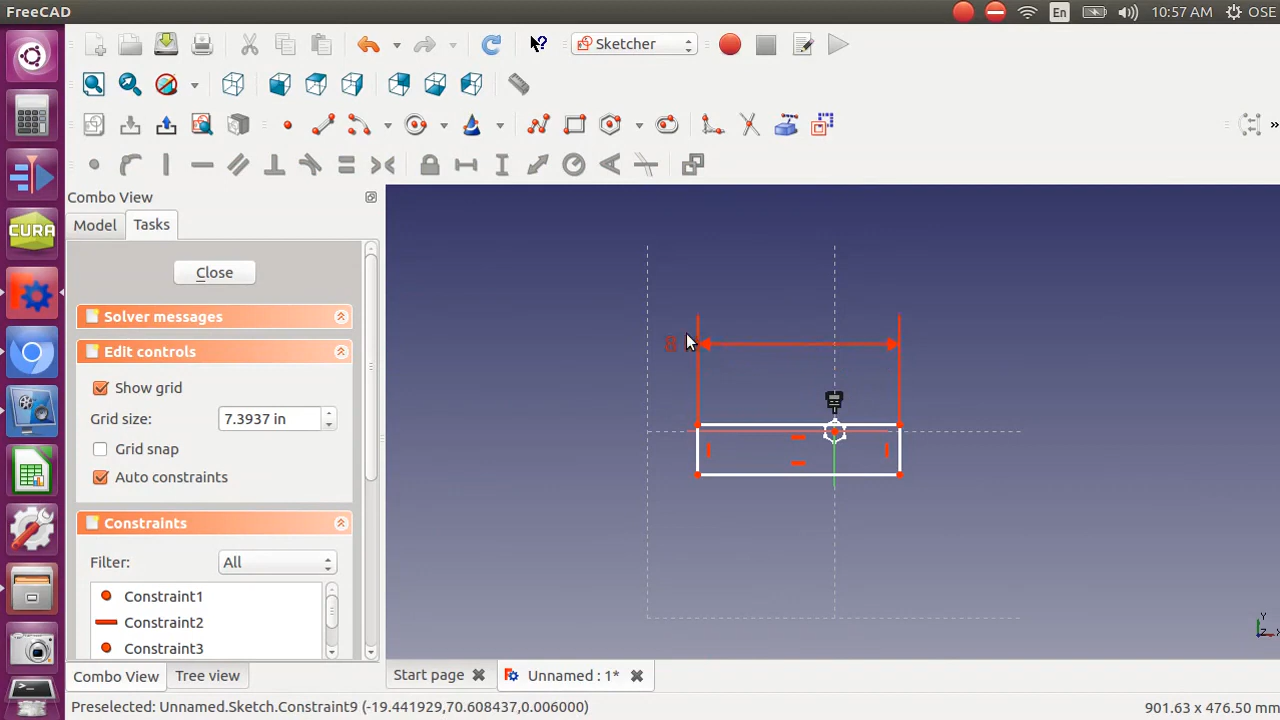 FreeCAD
En
10:57 AM
OSE
Sketcher
Combo View
CURA
Model
Tasks
Close
Solver messages
Edit controls
Show grid
Grid size:
7.3937 in
Grid snap
Auto constraints
Constraints
Filter:
All
Constraint1
Constraint2
Constraint3
Y
Z
X
Combo View
Tree view
Start page
Unnamed : 1*
Preselected: Unnamed.Sketch.Constraint9 (-19.441929,70.608437,0.006000)
901.63 x 476.50 mm